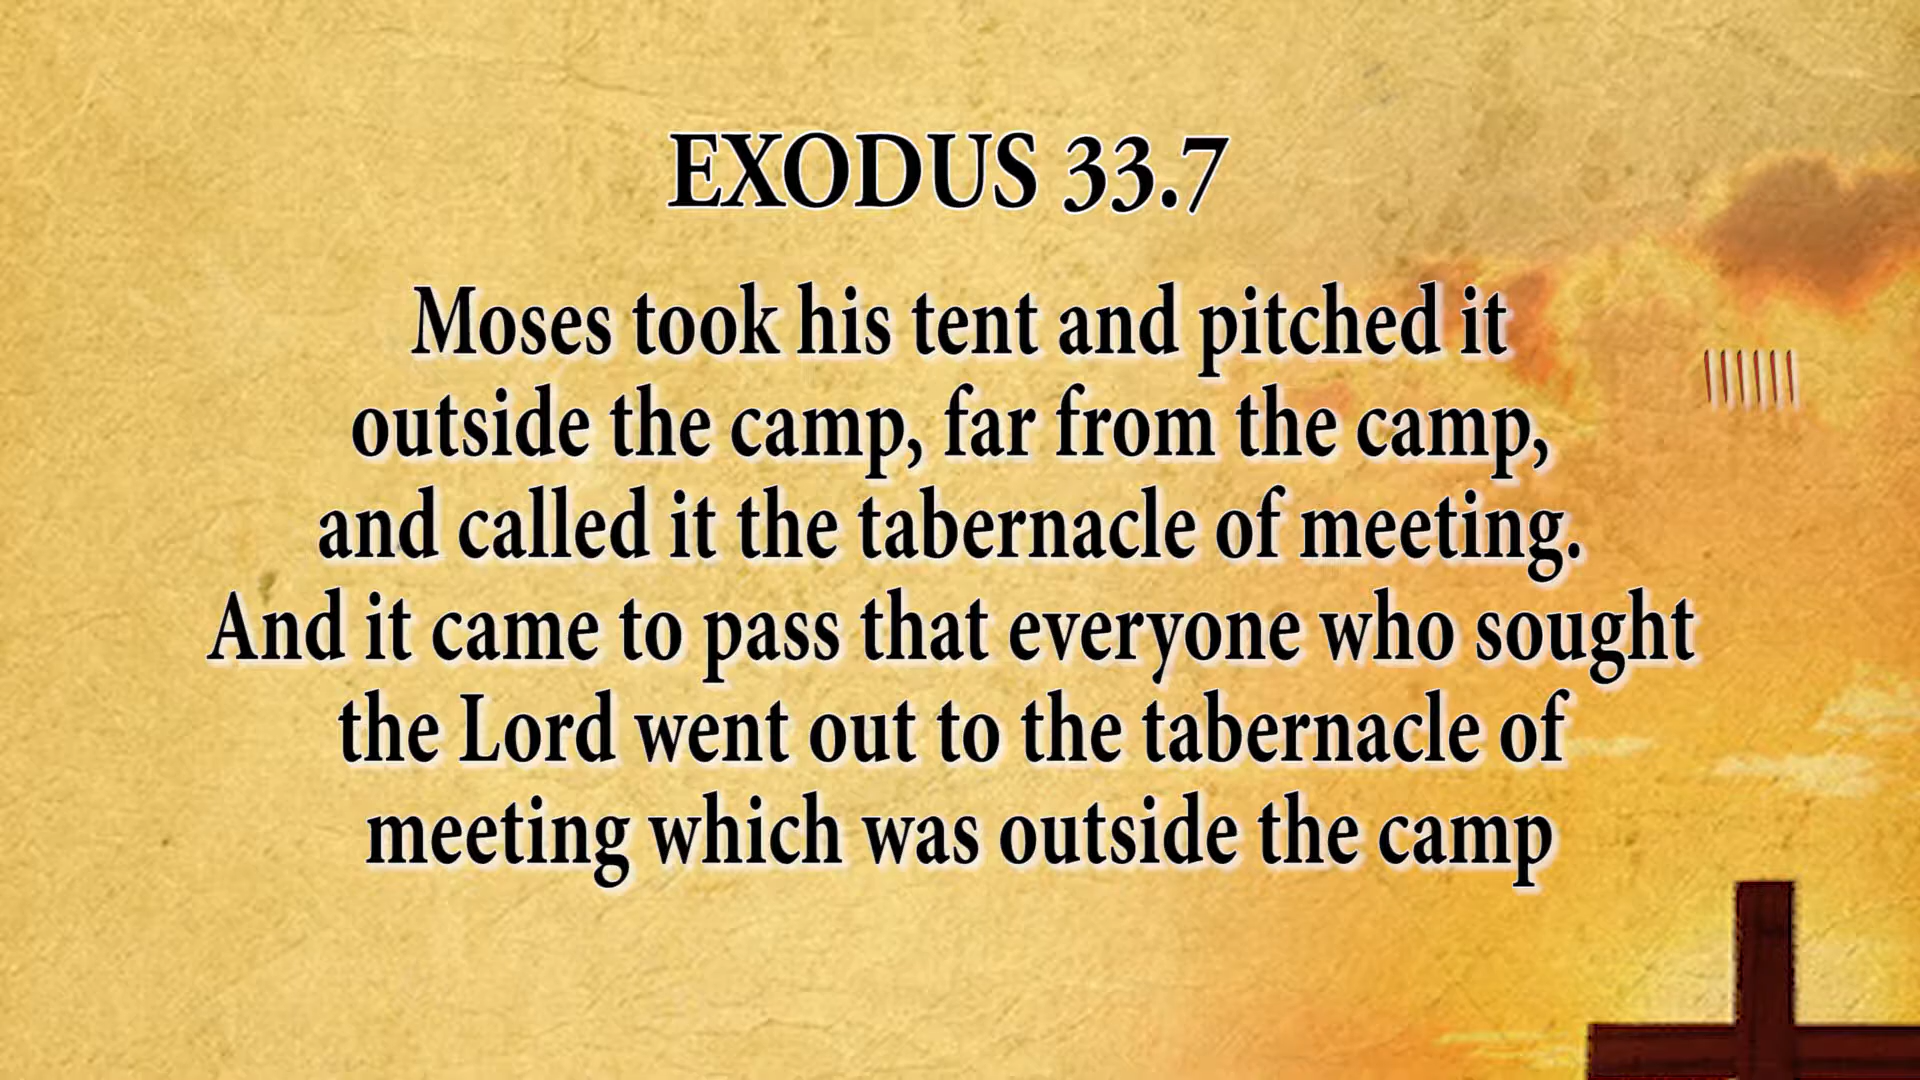 EXODUS 33.7
Moses took his tent and pitched it
outside the camp, far from the camp,
and called it the tabernacle of meeting.
And it came to pass that everyone who sought
the Lord went out to the tabernacle of
meeting which was outside the camp